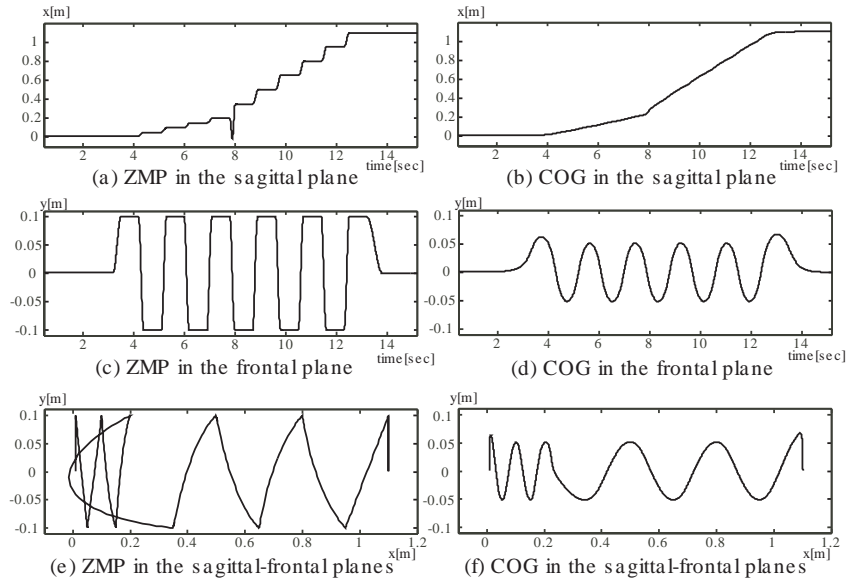 x[m]
1
0.8
0.6
0.4
0.2
0
2 4 6 8 10 12 14
time[sec]
(a) ZMP in the sagittal plane
x[m]
1
0.8
0.6
0.4
0.2
0
2 4 6 8 10 12 14
time[sec]
(b) COG in the sagittal plane
y[m]
0.1
0.05
0
-0.05
-0.1
2 4 6 8 10 12 14
time[sec]
(c) ZMP in the frontal plane
y[m]
0.1
0.05
0
-0.05
-0.1
2 4 6 8 10 12 14
time[sec]
(d) COG in the frontal plane
y[m]
0.1
0.05
0
-0.05
-0.1
0 0.2 0.4 0.6 0.8 1 1.2
x[m]
(e) ZMP in the sagittal-frontal planes
y[m]
0.1
0.05
0
-0.05
-0.1
0 0.2 0.4 0.6 0.8 1 1.2
x[m]
(f) COG in the sagittal-frontal planes